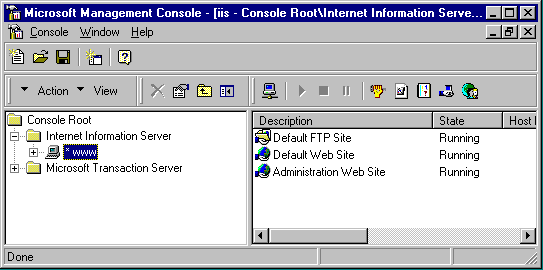 Microsoft Management Console - [iis - Console Root\Internet Information Serve...
Console Window Help
Action View
Console Root
Internet Information Server
* www
Microsoft Transaction Server
Description State Host I
Default FTP Site Running
Default Web Site Running
Administration Web Site Running
Done